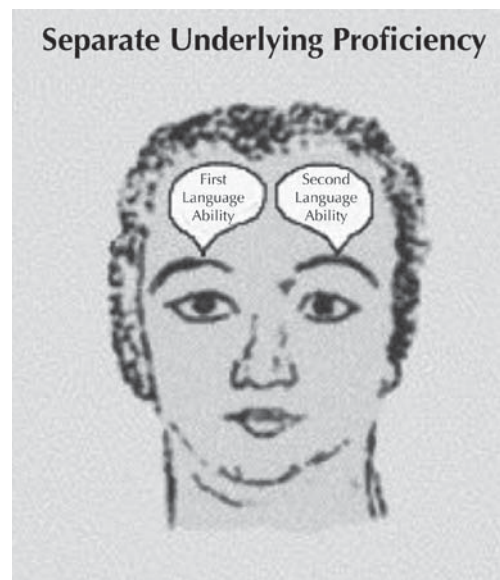 Separate Underlying Proficiency
First
Language
Ability
Second
Language
Ability